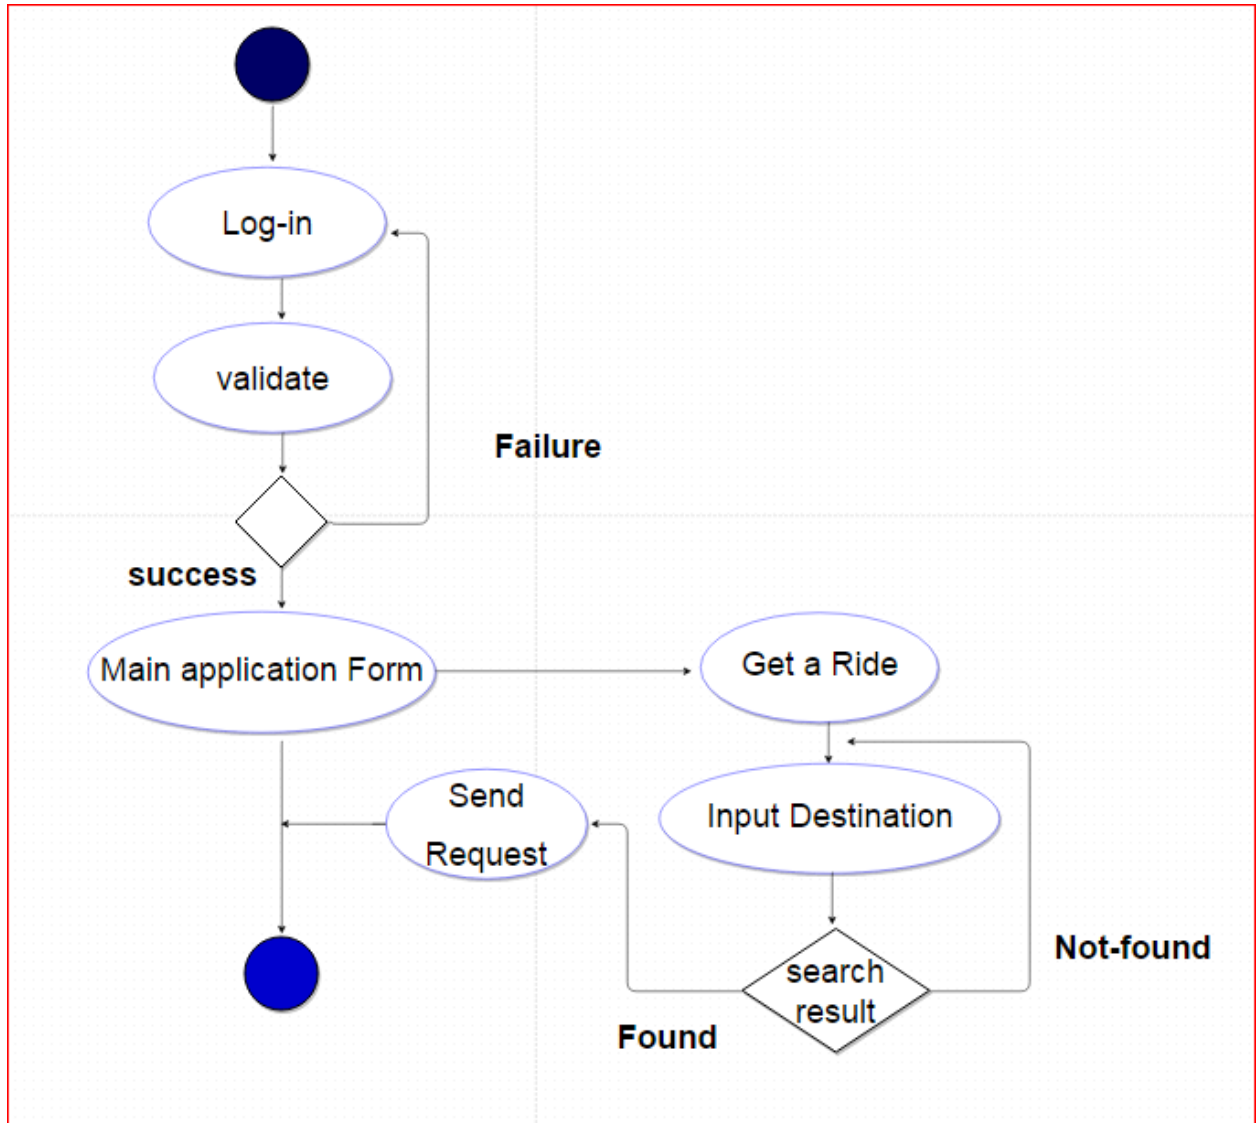 Log-in
validate
Failure
success
Main application Form
Get a Ride
Send
Request
Input Destination
search
result
Not-found
Found